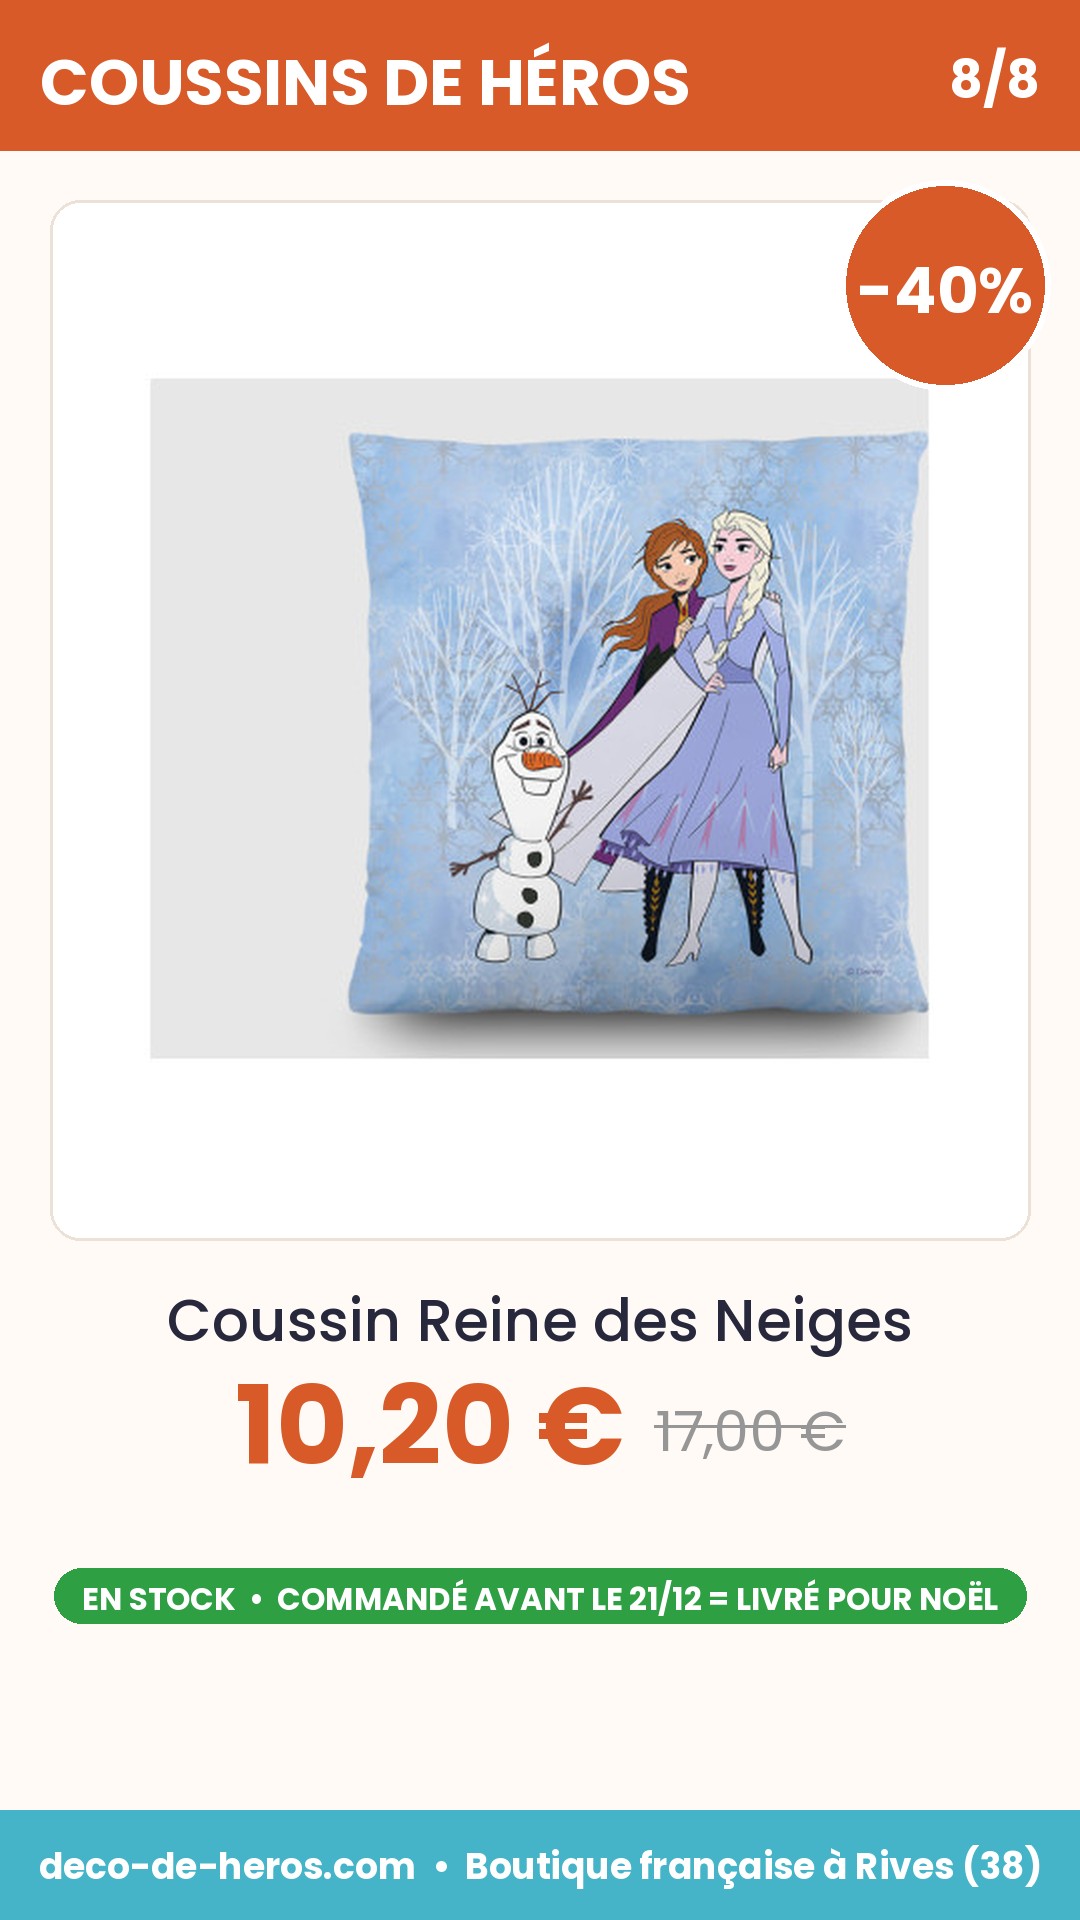 COUSSINS DE HÉROS
8/8
-40%
© Disney
Coussin Reine des Neiges
10,20 € 17,00 €
EN STOCK • COMMANDÉ AVANT LE 21/12 = LIVRÉ POUR NOËL
deco-de-heros.com • Boutique française à Rives (38)